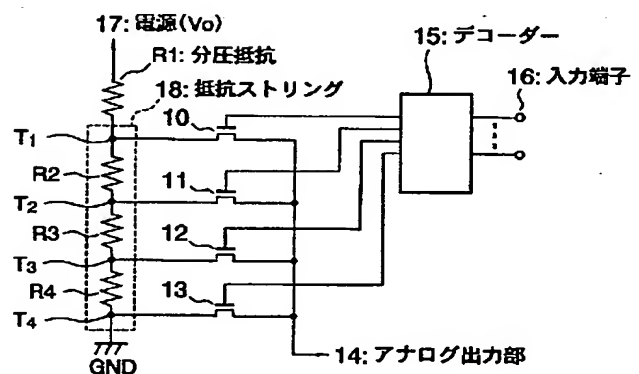 17: 電源(Vo)
R1: 分圧抵抗
18: 抵抗ストリング
15: デコーダー
16: 入力端子
10
T1
R2
11
T2
R3
12
T3
R4
13
T4
GND
14: アナログ出力部